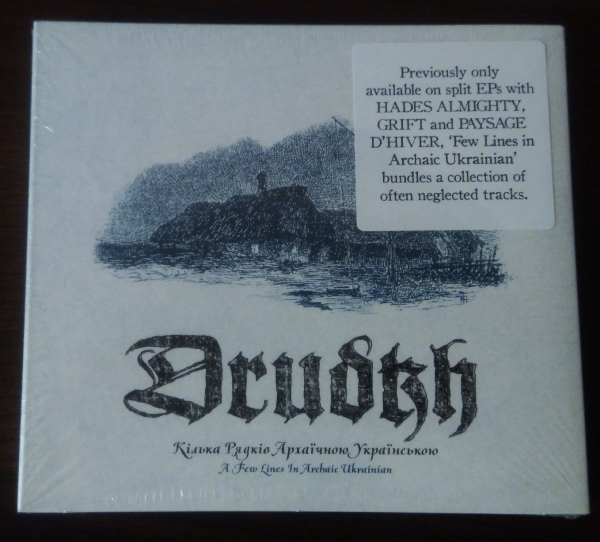 Previously only
available on split EPs with
HADES ALMIGHTY,
GRIFT and PAYSAGE
D'HIVER, 'Few Lines in
Archaic Ukrainian'
bundles a collection of
often neglected tracks.
Drudkh
Кілька Рядків Архаїчною Українською
A Few Lines In Archaic Ukrainian